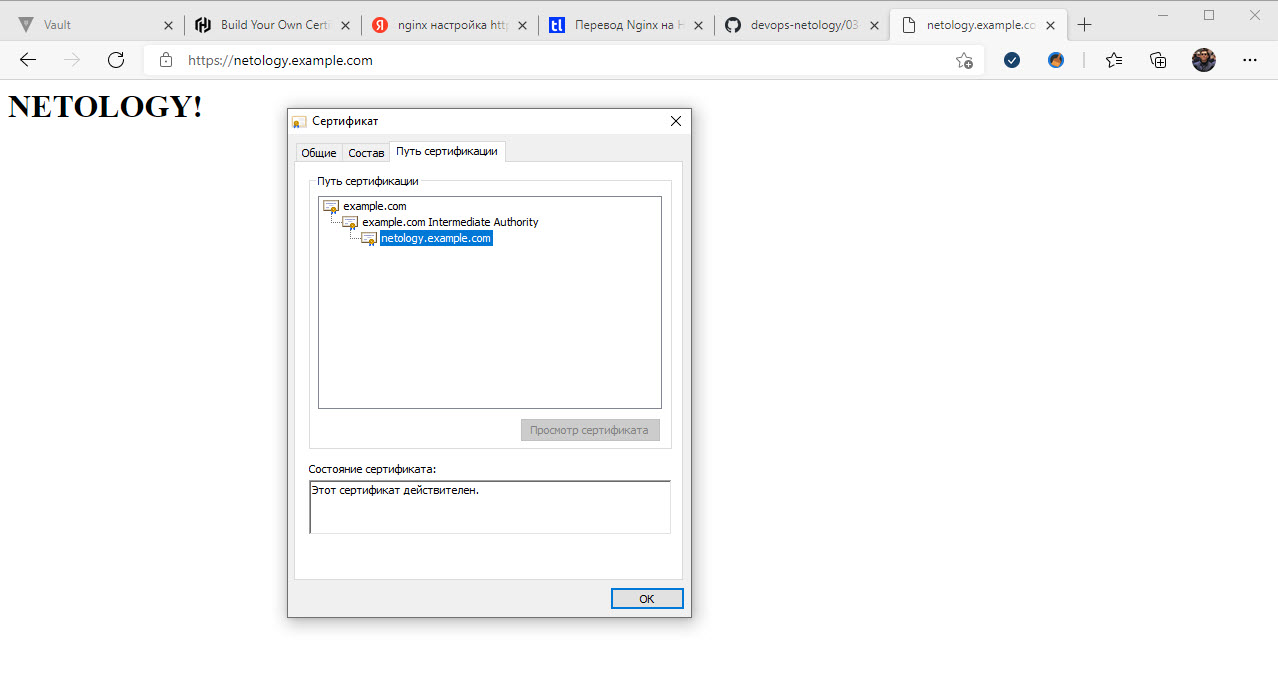 Vault
Build Your Own Certi
nginx настройка http
Перевод Nginx на H
devops-netology/03
netology.example.co
https://netology.example.com
NETOLOGY!
Сертификат
Общие
Состав
Путь сертификации
Путь сертификации
example.com
example.com Intermediate Authority
netology.example.com
Просмотр сертификата
Состояние сертификата:
Этот сертификат действителен.
OK